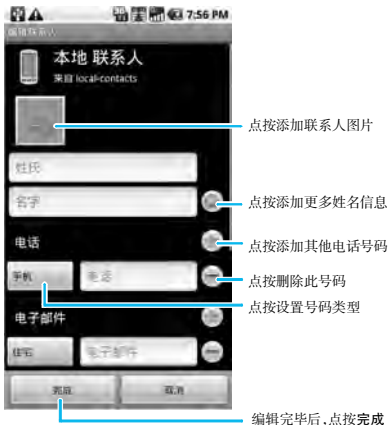 7:56 PM
编辑联系人
本地 联系人
来自 local-contacts
点按添加联系人图片
姓氏
名字
点按添加更多姓名信息
电话
点按添加其他电话号码
手机
电话
点按删除此号码
点按设置号码类型
电子邮件
住宅
电子邮件
完成
取消
编辑完毕后，点按完成